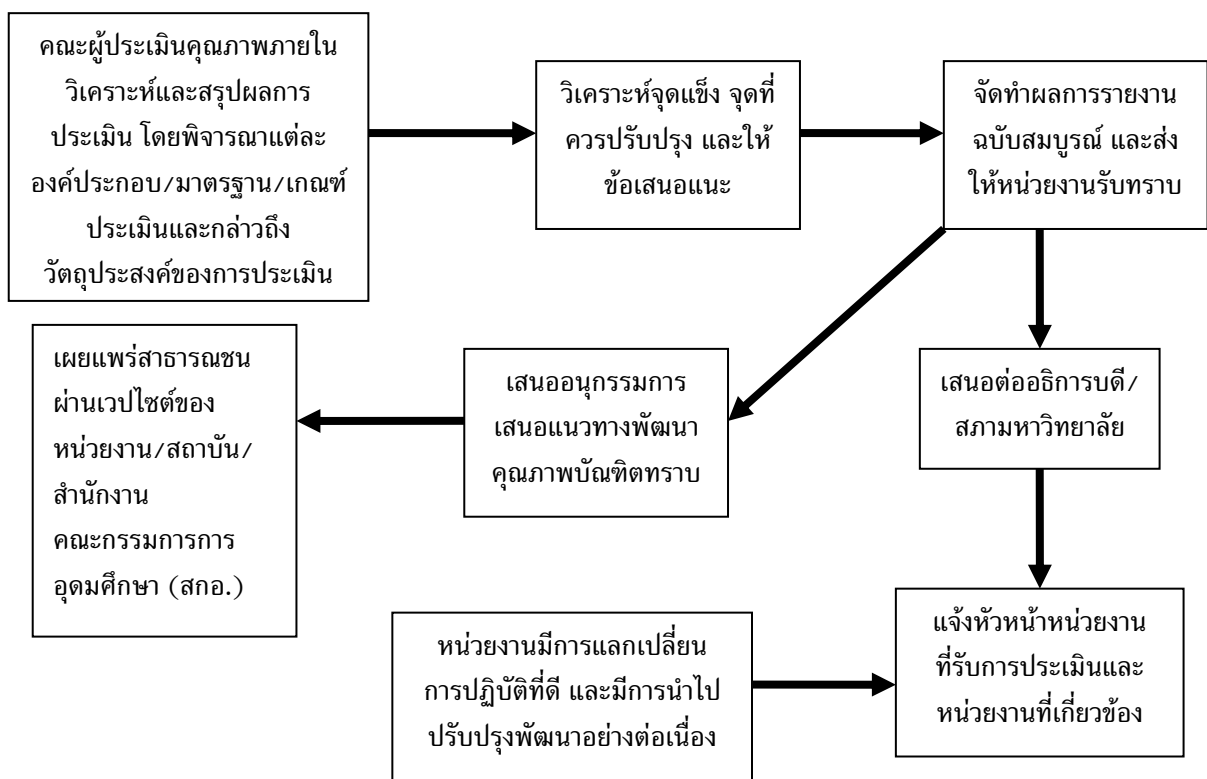 คณะผู้ประเมินคุณภาพภายใน
วิเคราะห์และสรุปผลการ
ประเมิน โดยพิจารณาแต่ละ
องค์ประกอบ/มาตรฐาน/เกณฑ์
ประเมินและกล่าวถึง
วัตถุประสงค์ของการประเมิน
วิเคราะห์จุดแข็ง จุดที่
ควรปรับปรุง และให้
ข้อเสนอแนะ
จัดทำผลการรายงาน
ฉบับสมบูรณ์ และส่ง
ให้หน่วยงานรับทราบ
เผยแพร่สาธารณชน
ผ่านเวปไซต์ของ
หน่วยงาน/สถาบัน/
สำนักงาน
คณะกรรมการการ
อุดมศึกษา (สกอ.)
เสนออนุกรรมการ
เสนอแนวทางพัฒนา
คุณภาพบัณฑิตทราบ
เสนอต่ออธิการบดี/
สภามหาวิทยาลัย
หน่วยงานมีการแลกเปลี่ยน
การปฏิบัติที่ดี และมีการนำไป
ปรับปรุงพัฒนาอย่างต่อเนื่อง
แจ้งหัวหน้าหน่วยงาน
ที่รับการประเมินและ
หน่วยงานที่เกี่ยวข้อง